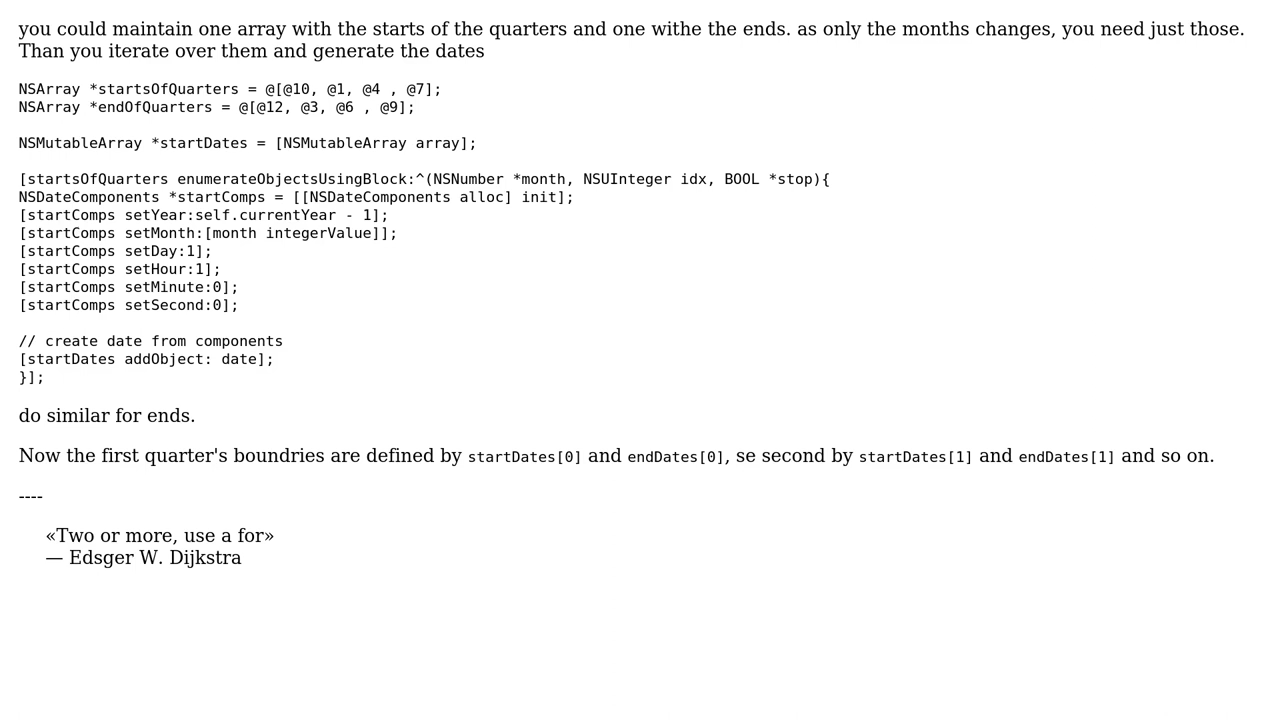 you could maintain one array with the starts of the quarters and one withe the ends. as only the months changes, you need just those.
Than you iterate over them and generate the dates
NSArray *startsOfQuarters = @[@10, @1, @4 , @7];
NSArray *endOfQuarters = @[@12, @3, @6 , @9];
NSMutableArray *startDates = [NSMutableArray array];
[startsOfQuarters enumerateObjectsUsingBlock:^(NSNumber *month, NSUInteger idx, BOOL *stop){
NSDateComponents *startComps = [[NSDateComponents alloc] init];
[startComps setYear:self.currentYear - 1];
[startComps setMonth:[month integerValue]];
[startComps setDay:1];
[startComps setHour:1];
[startComps setMinute:0];
[startComps setSecond:0];
// create date from components
[startDates addObject: date];
}];
do similar for ends.
Now the first quarter's boundries are defined by startDates[0] and endDates[0], se second by startDates[1] and endDates[1] and so on.
----
«Two or more, use a for»
— Edsger W. Dijkstra